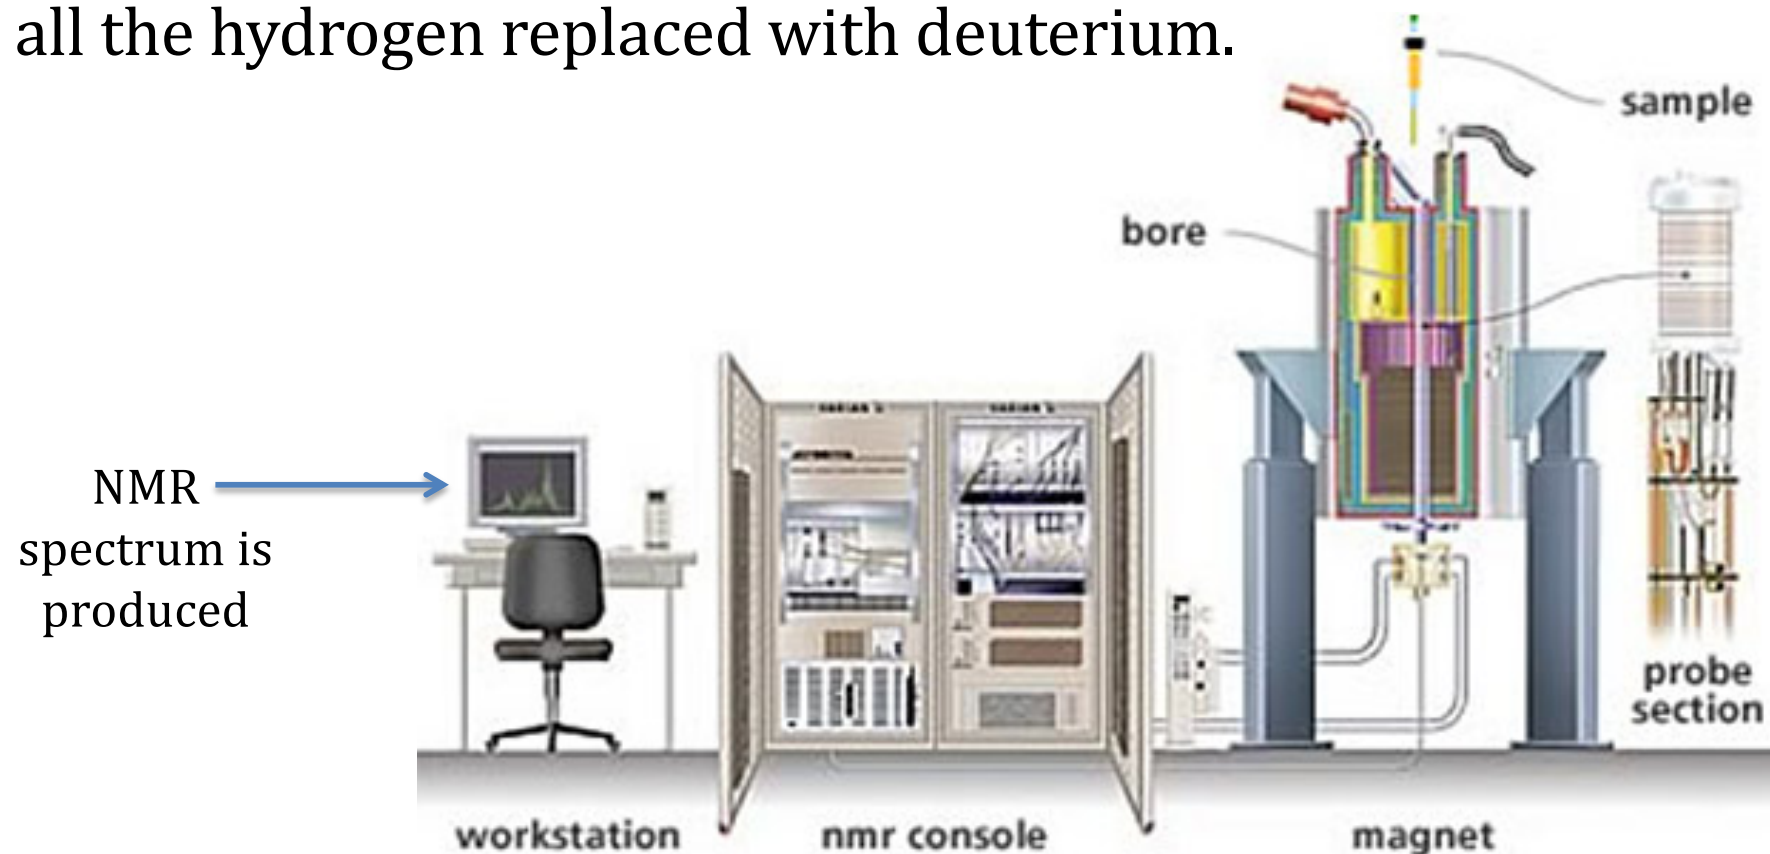 all the hydrogen replaced with deuterium.
sample
bore
NMR
spectrum is
produced
probe
section
workstation
nmr console
magnet